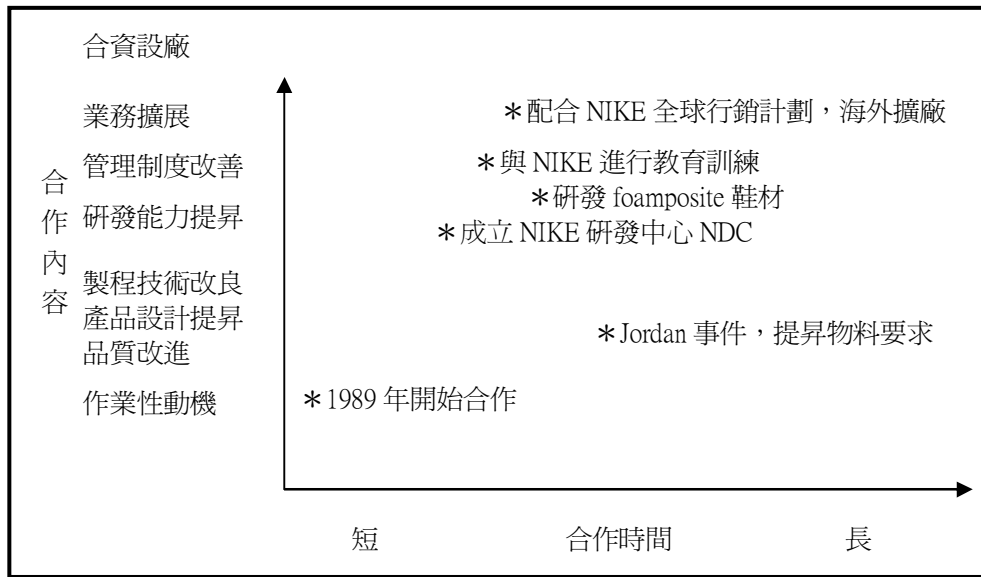 合資設廠
業務擴展
＊配合 NIKE 全球行銷計劃，海外擴廠
管理制度改善
＊與 NIKE 進行教育訓練
＊研發 foamposite 鞋材
研發能力提昇
＊成立 NIKE 研發中心 NDC
合作內容
製程技術改良
產品設計提昇
＊Jordan 事件，提昇物料要求
品質改進
作業性動機
＊1989 年開始合作
短 合作時間 長